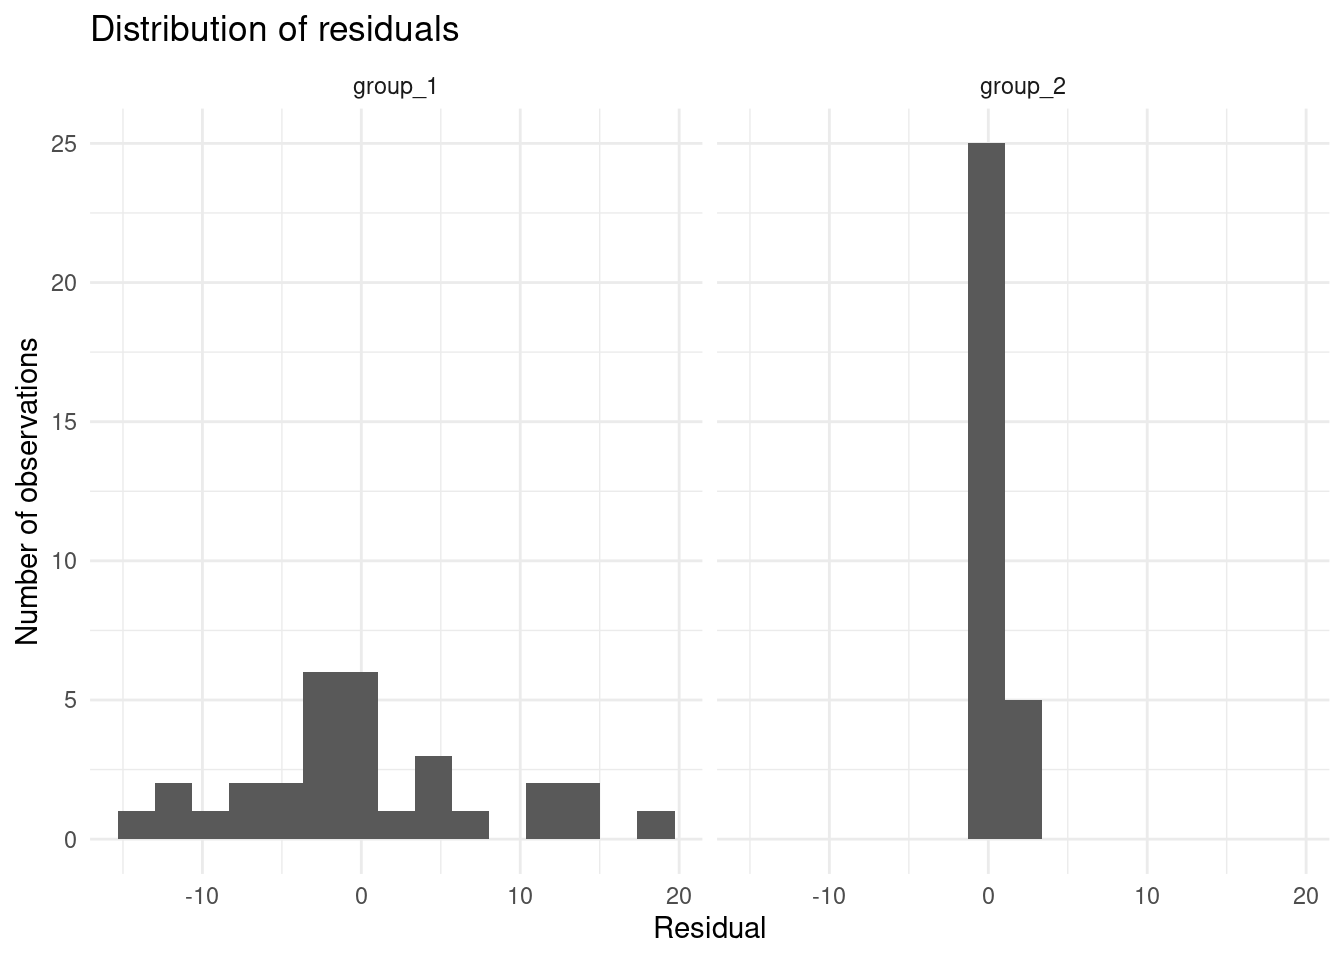 Distribution of residuals
group_1 group_2
25
20
15
10
5
0
Number of observations
-10 0 10 20 -10 0 10 20
Residual